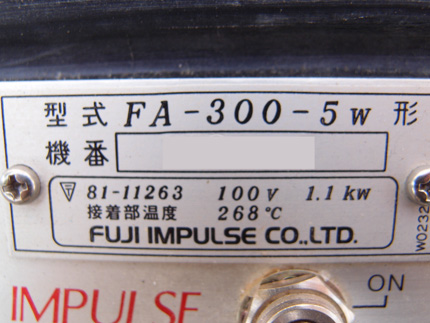 型式 FA-300-5W 形
機番
81-11263 100V 1.1kW
接着部温度 268℃
FUJI IMPULSE CO.,LTD.
W0232
ON
IMPULSE